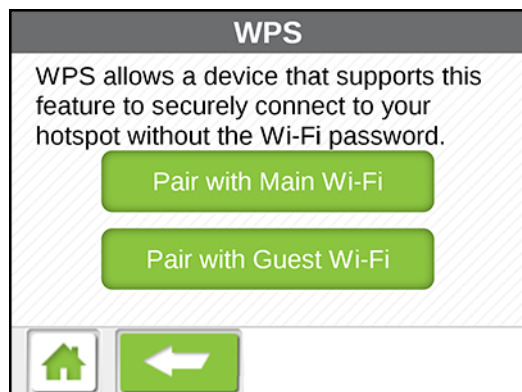 WPS
WPS allows a device that supports this
feature to securely connect to your
hotspot without the Wi-Fi password.
Pair with Main Wi-Fi
Pair with Guest Wi-Fi